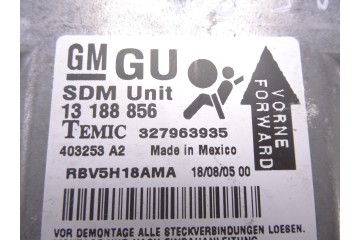 GM GU
SDM Unit
13 188 856
TEMIC 327963935
403253 A2 Made in Mexico
RBV5H18AMA 18/08/05 00
VORNE
FORWARD
VOR DEMONTAGE ALLE STECKVERBINDUNGEN LOESEN.